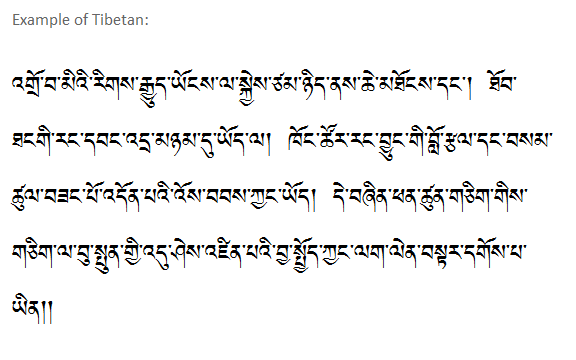 Example of Tibetan:
འགྲོ་བ་མིའི་རིགས་རྒྱུད་ཡོངས་ལ་སྐྱེས་ཙམ་ཉིད་ནས་ཆེ་མཐོངས་དང༌། ཐོབ་
ཐངགི་རང་དབང་འདྲ་མཉམ་དུ་ཡོད་ལ། ཁོང་ཚོར་རང་བྱུང་གི་བློ་རྩལ་དང་བསམ་
ཚུལ་བཟང་པོ་འདོན་པའི་འོས་བབས་ཀྱང་ཡོད། དེ་བཞིན་ཕན་ཚུན་གཅིག་གིས་
གཅིག་ལ་བུ་སྤུན་གྱི་འདུ་ཤེས་འཛིན་པའི་བྱ་སྤྱོད་ཀྱང་ལག་ལེན་བསྟར་དགོས་པ་
ཡིན།།